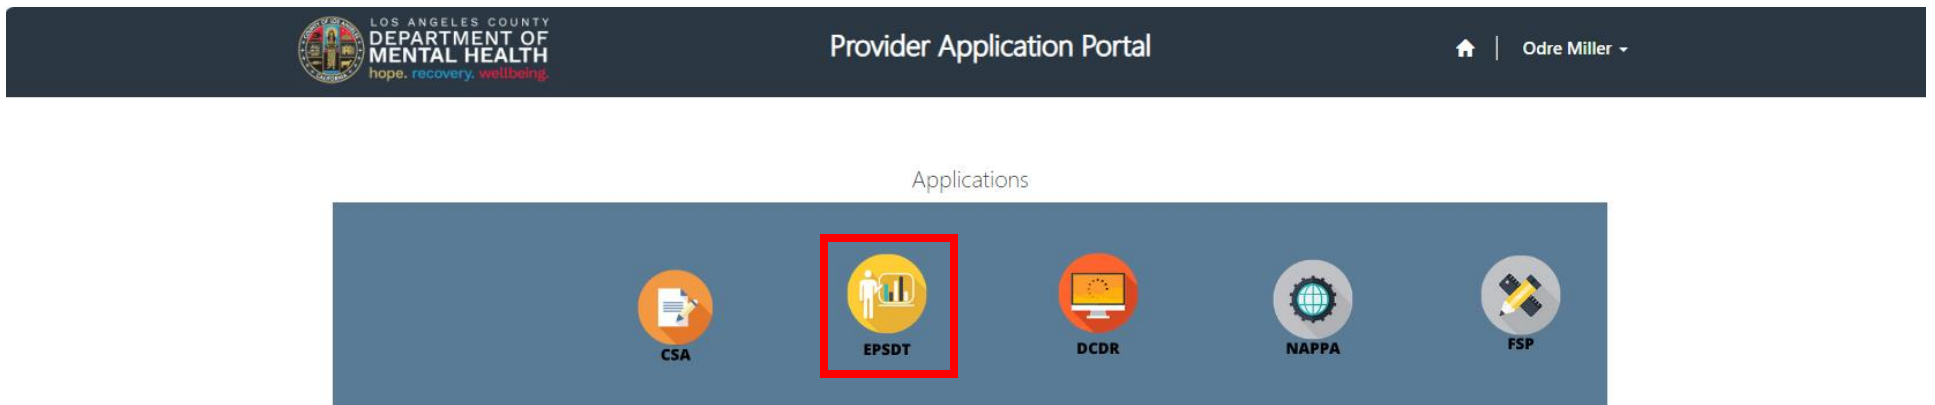 LOS ANGELES COUNTY
DEPARTMENT OF
MENTAL HEALTH
hope. recovery. wellbeing.
Provider Application Portal
Odre Miller
Applications
CSA
EPSDT
DCDR
NAPPA
FSP